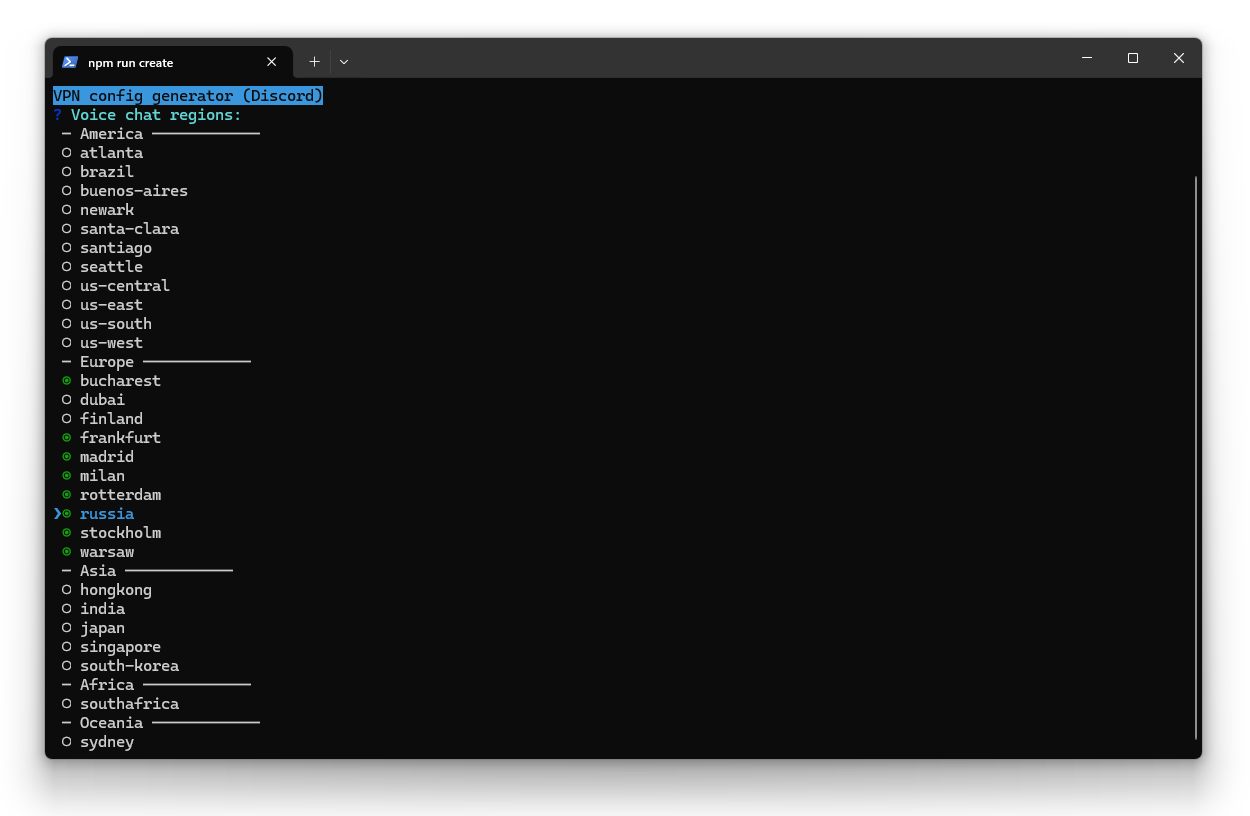 npm run create
VPN config generator (Discord)
? Voice chat regions:
— America ————————————
atlanta
brazil
buenos-aires
newark
santa-clara
santiago
seattle
us-central
us-east
us-south
us-west
— Europe ————————————
bucharest
dubai
finland
frankfurt
madrid
milan
rotterdam
❯ russia
stockholm
warsaw
— Asia ————————————
hongkong
india
japan
singapore
south-korea
— Africa ————————————
southafrica
— Oceania ————————————
sydney